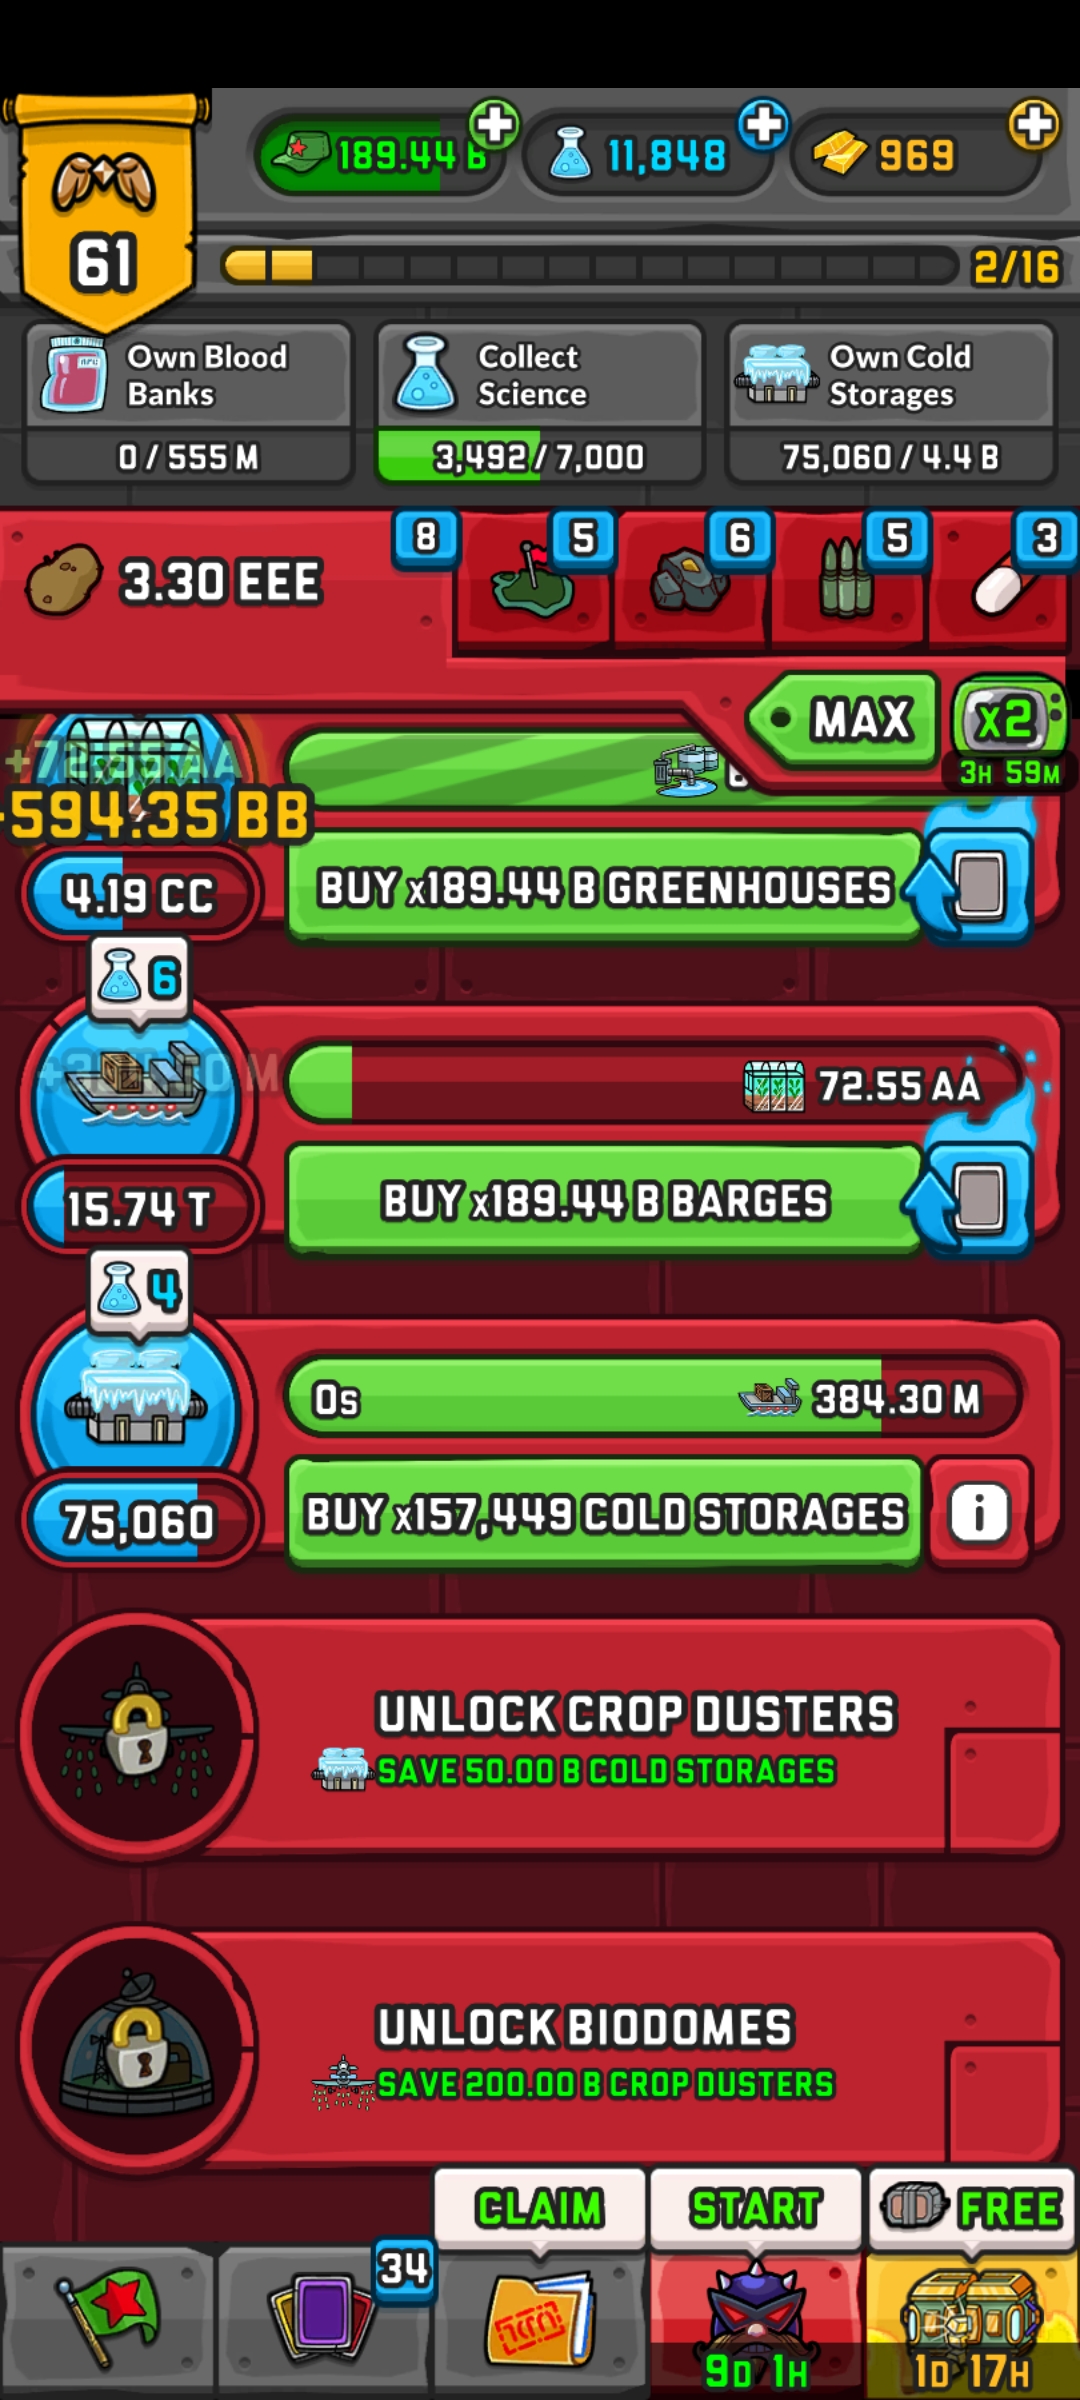 189.44 B
11,848
969
61
2/16
Own Blood
Banks
0 / 555 M
Collect
Science
3,492 / 7,000
Own Cold
Storages
75,060 / 4.4 B
3.30 EEE
8
5
6
5
3
MAX
x2
3H 59M
+72.55 AA
594.35 BB
4.19 CC
BUY x189.44 B GREENHOUSES
6
72.55 AA
15.74 T
BUY x189.44 B BARGES
4
0s
384.30 M
75,060
BUY x157,449 COLD STORAGES
i
UNLOCK CROP DUSTERS
SAVE 50.00 B COLD STORAGES
UNLOCK BIODOMES
SAVE 200.00 B CROP DUSTERS
CLAIM
START
FREE
34
9D 1H
1D 17H